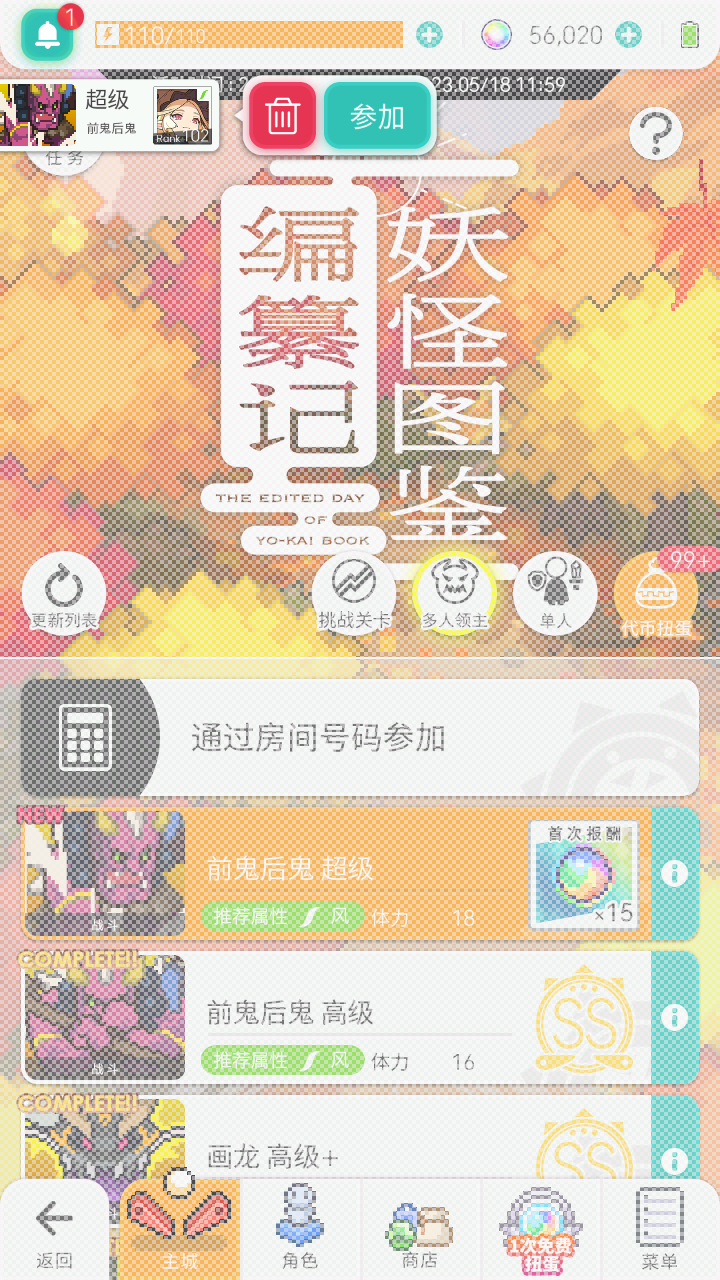 1
110/110
56,020
超级
前鬼后鬼
Rank 102
参加
23.05/18 11:59
任务
?
妖怪图鉴
编纂记
THE EDITED DAY
OF
YO-KAI BOOK
更新列表
挑战关卡
多人领主
单人
99+
代币扭蛋
通过房间号码参加
NEW
战斗
前鬼后鬼 超级
推荐属性 风 体力 18
首次报酬
×15
COMPLETE!!
战斗
前鬼后鬼 高级
推荐属性 风 体力 16
SS
COMPLETE!!
画龙 高级+
SS
返回
主城
角色
商店
1次免费
扭蛋
菜单